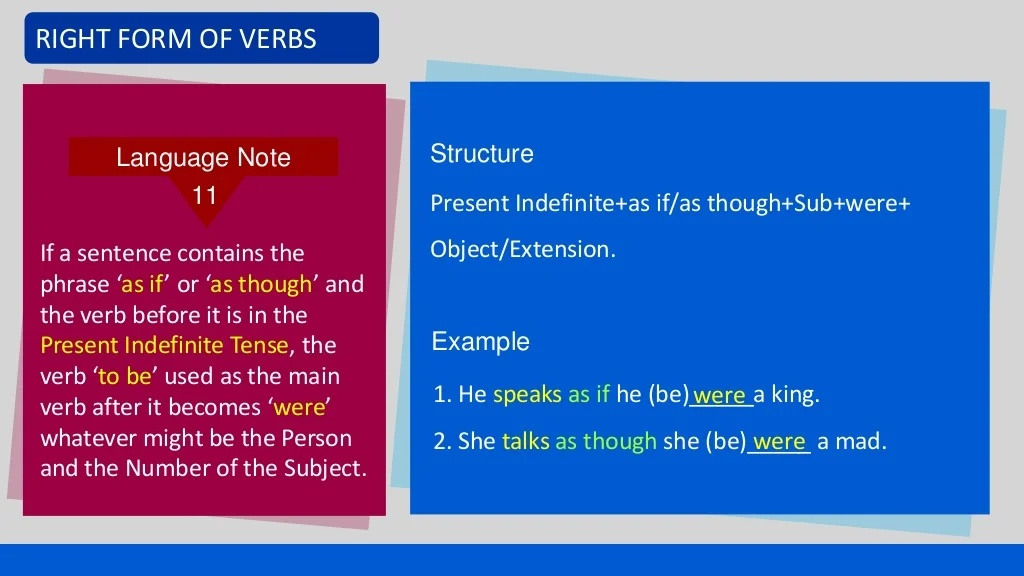 RIGHT FORM OF VERBS
Language Note
11
If a sentence contains the
phrase ‘as if’ or ‘as though’ and
the verb before it is in the
Present Indefinite Tense, the
verb ‘to be’ used as the main
verb after it becomes ‘were’
whatever might be the Person
and the Number of the Subject.
Structure
Present Indefinite+as if/as though+Sub+were+
Object/Extension.
Example
1. He speaks as if he (be) were a king.
2. She talks as though she (be) were a mad.